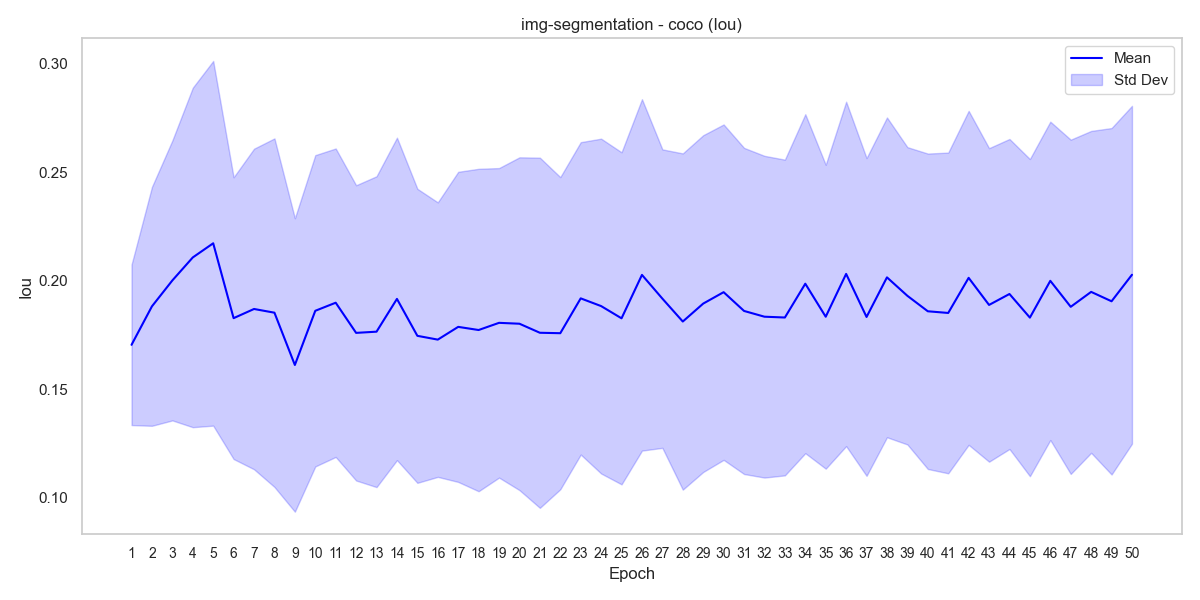 img-segmentation - coco (Iou)
Mean
Std Dev
0.30
0.25
0.20
0.15
0.10
Iou
1 2 3 4 5 6 7 8 9 10 11 12 13 14 15 16 17 18 19 20 21 22 23 24 25 26 27 28 29 30 31 32 33 34 35 36 37 38 39 40 41 42 43 44 45 46 47 48 49 50
Epoch